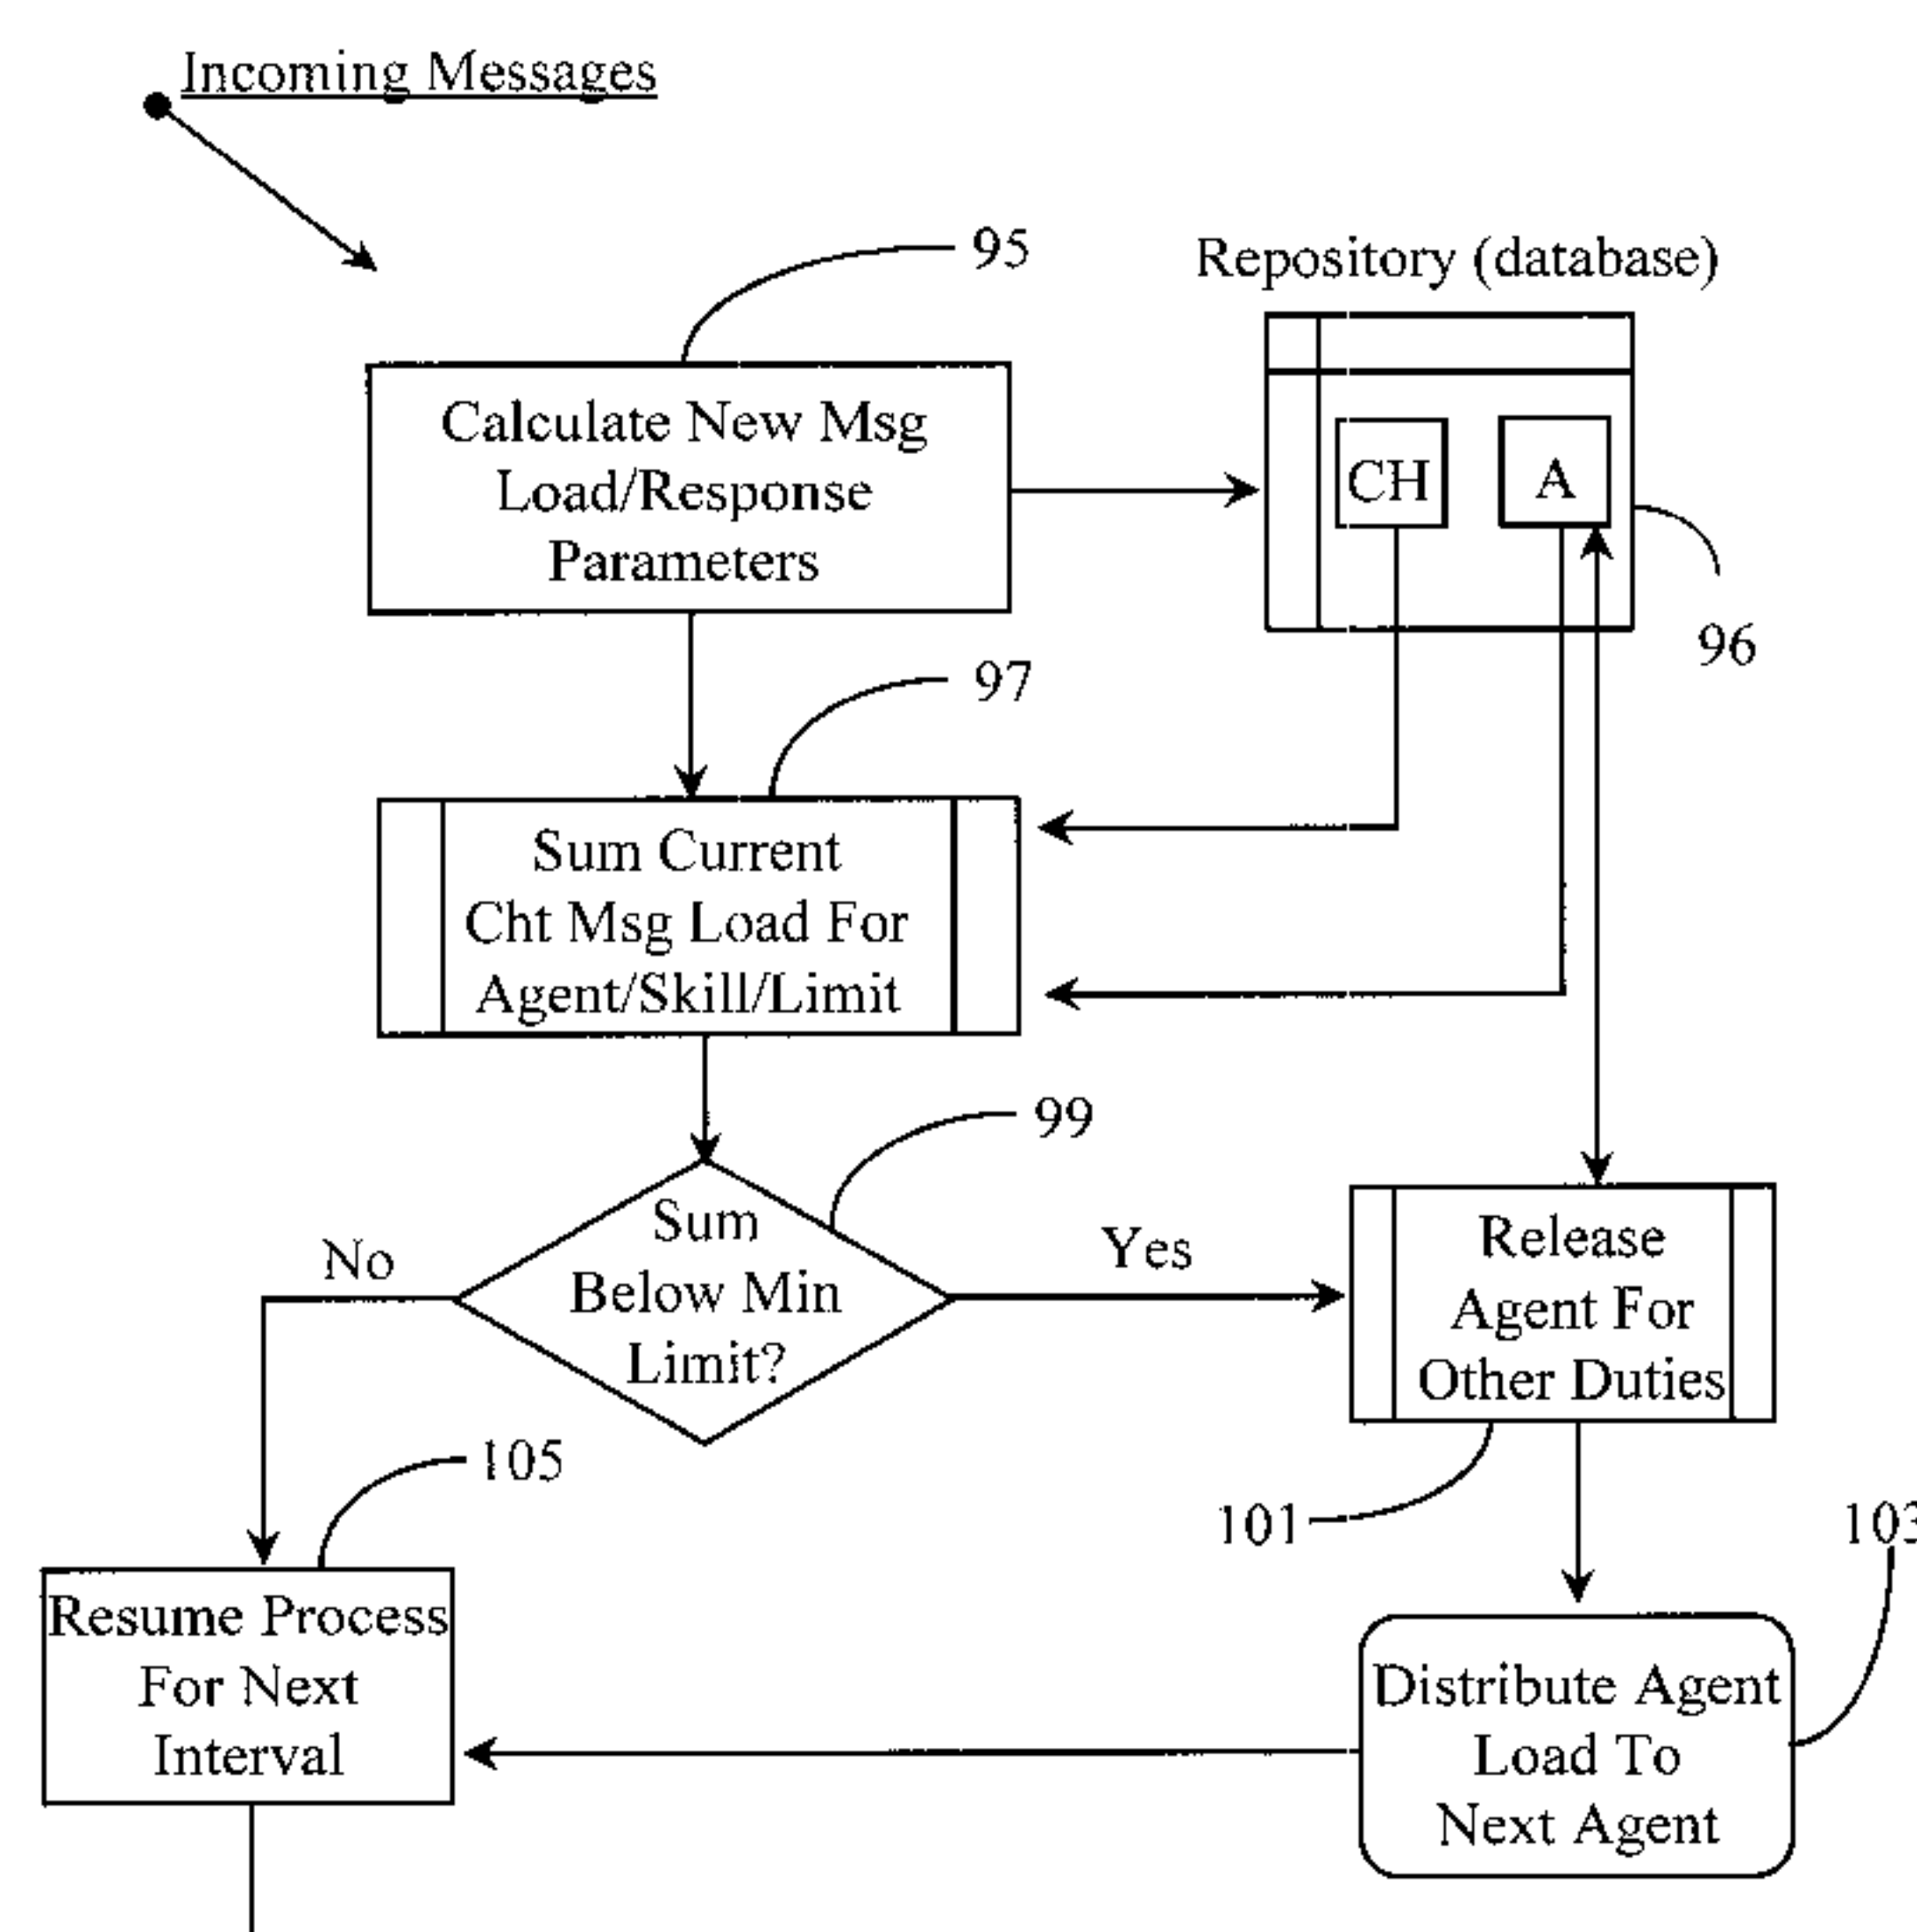 Incoming Messages
95
Repository (database)
Calculate New Msg
Load/Response
Parameters
CH
A
96
97
Sum Current
Cht Msg Load For
Agent/Skill/Limit
99
Sum
Below Min
Limit?
No
Yes
Release
Agent For
Other Duties
105
101
103
Resume Process
For Next
Interval
Distribute Agent
Load To
Next Agent